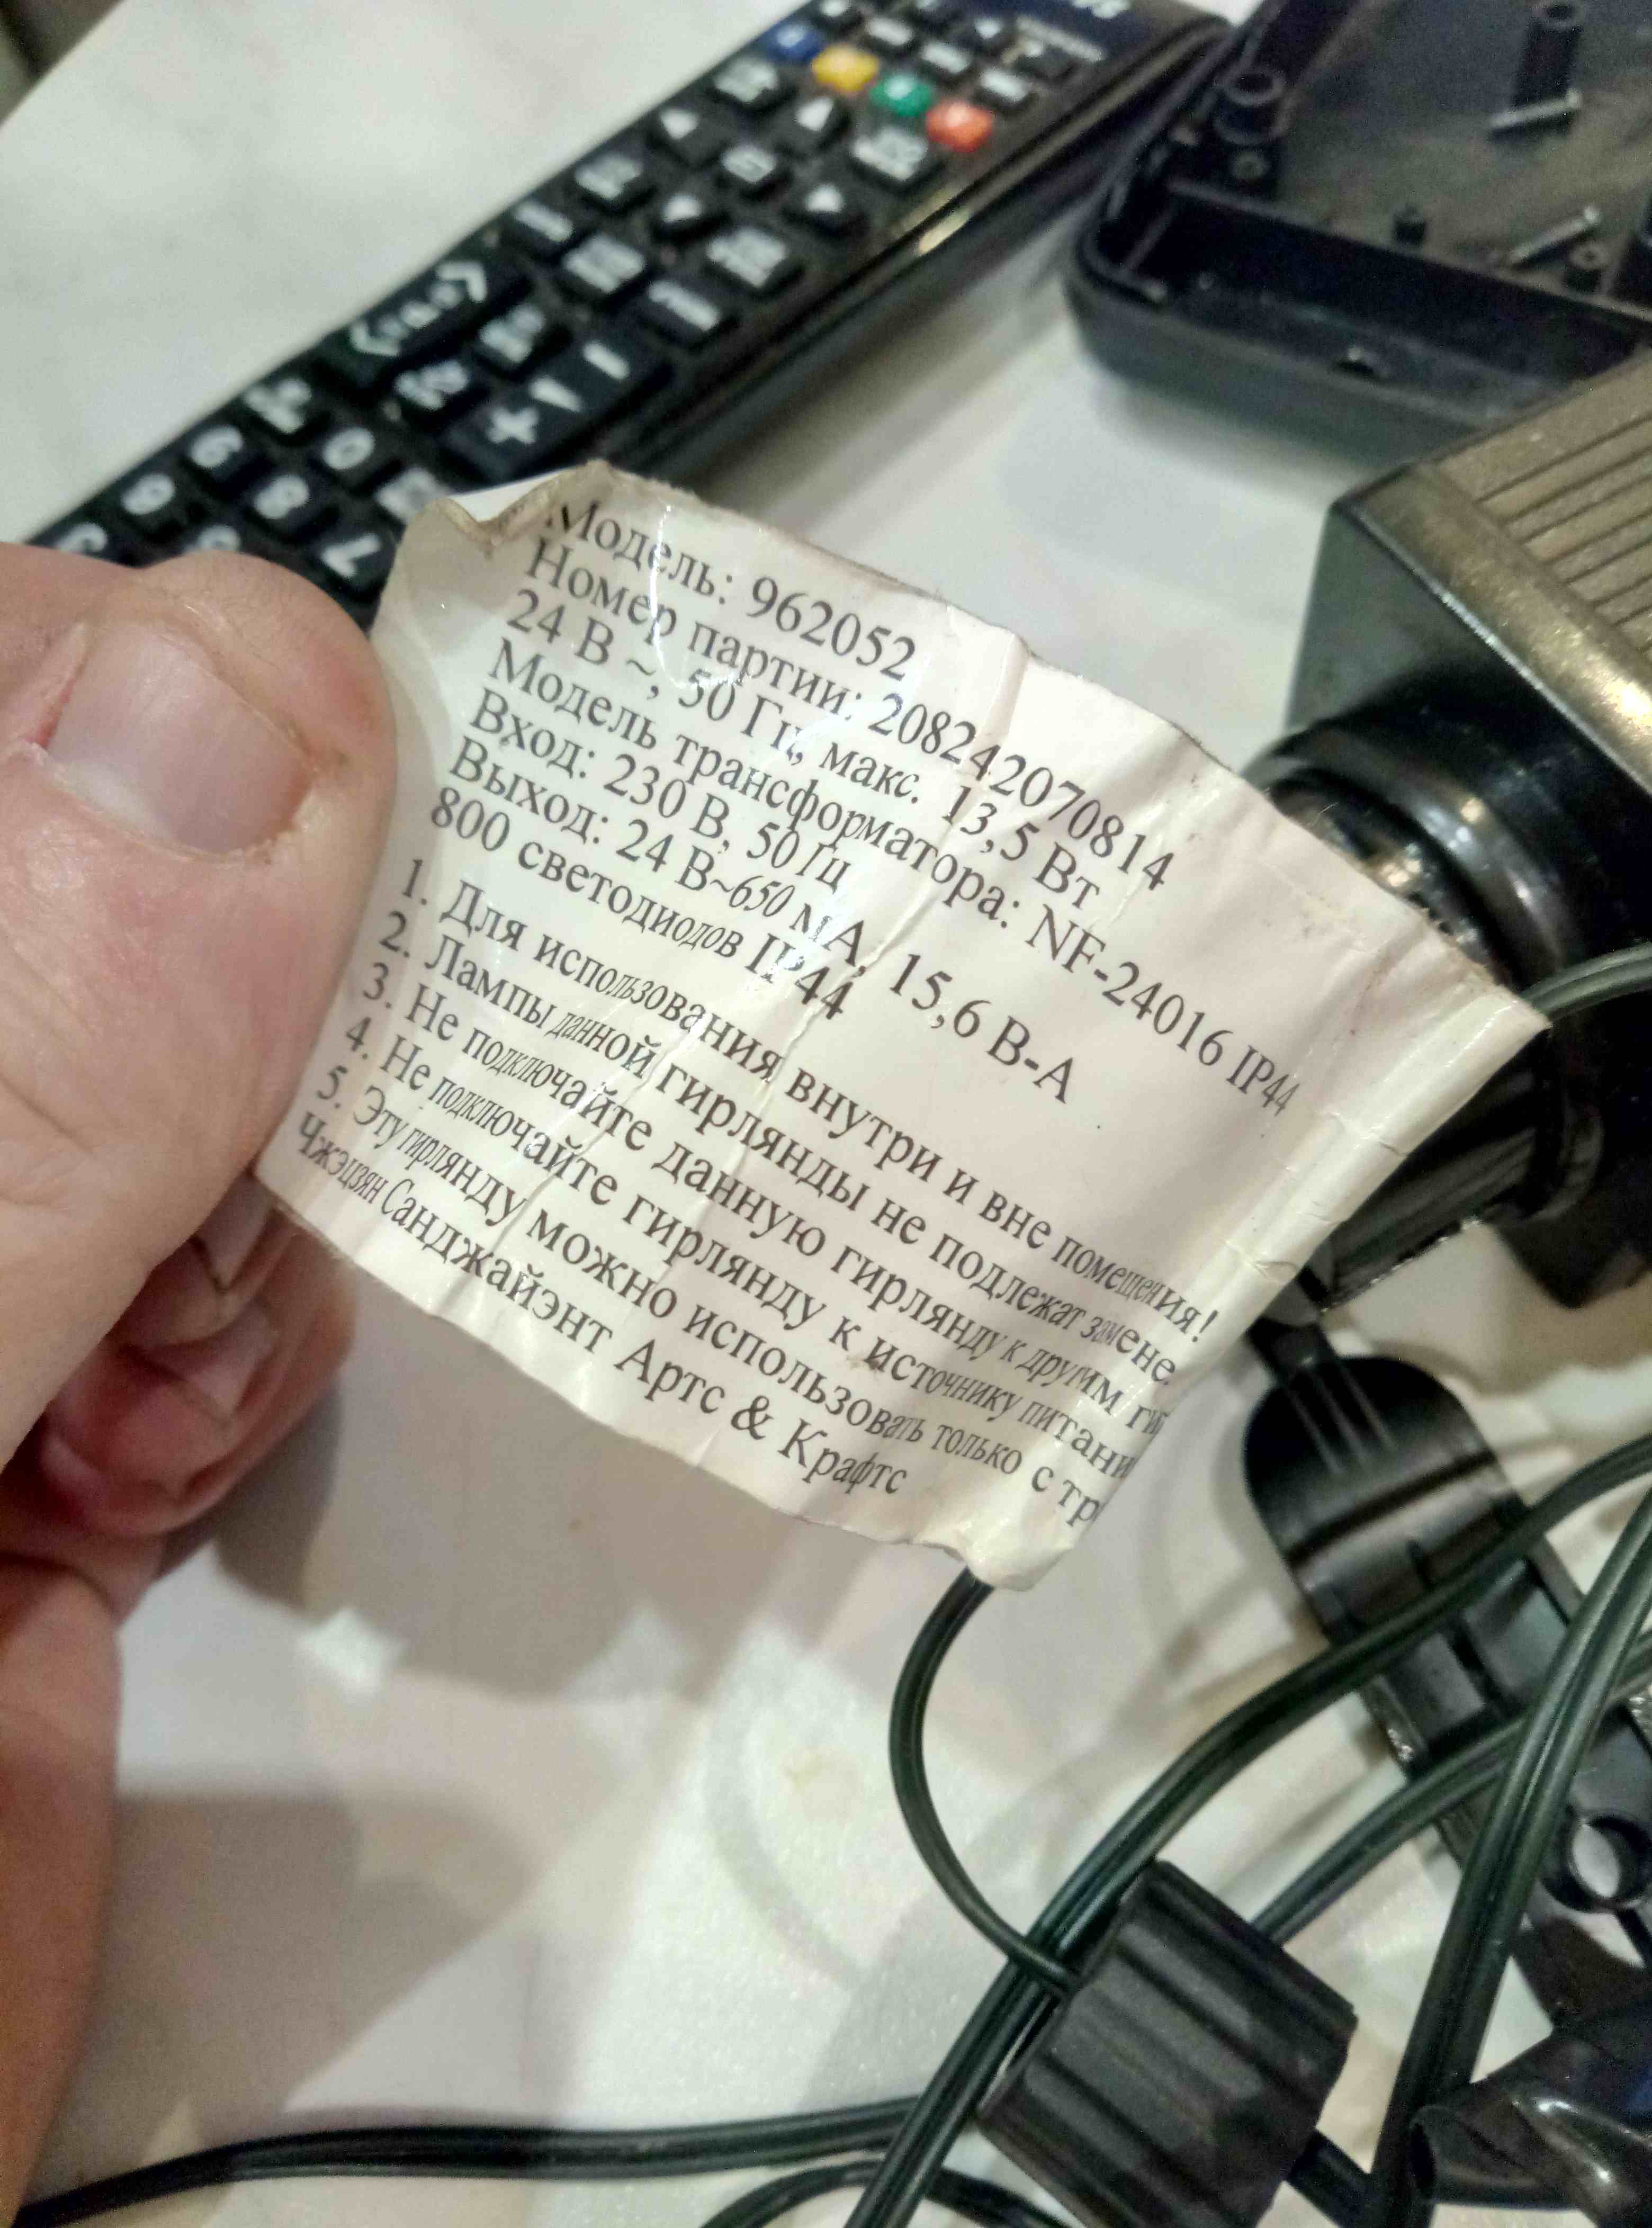 Модель: 962052
Номер партии: 208242070814
24 В ~, 50 Гц, макс. 13,5 Вт
Модель трансформатора: NF-24016 IP44
Вход: 230 В, 50 Гц
Выход: 24 В~650 мА, 15,6 В-А
800 светодиодов IP44
1. Для использования внутри и вне помещения!
2. Лампы данной гирлянды не подлежат замене.
3. Не подключайте данную гирлянду к другим ги
4. Не подключайте гирлянду к источнику питани
5. Эту гирлянду можно использовать только с тр
Чжэцзян Санджайэнт Артс & Крафтс